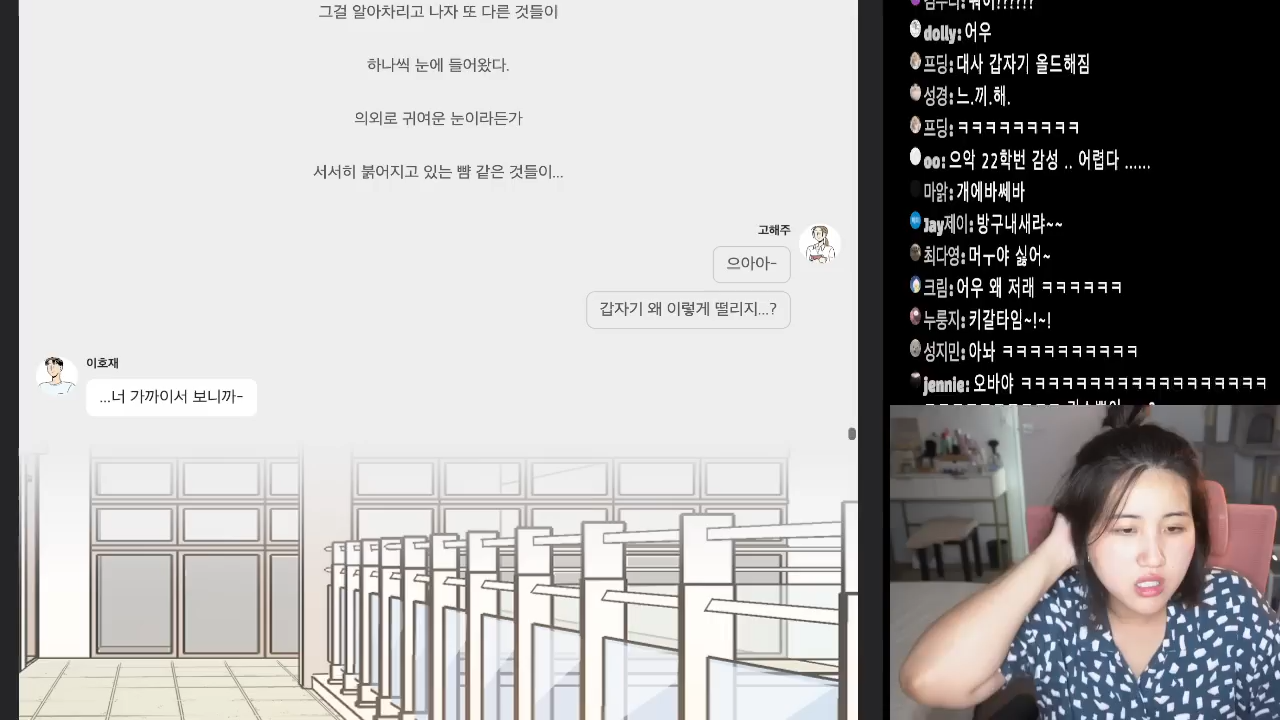 그걸 알아차리고 나자 또 다른 것들이
하나씩 눈에 들어왔다.
의외로 귀여운 눈이라든가
서서히 붉어지고 있는 뺨 같은 것들이...
고해주
으아아-
갑자기 왜 이렇게 떨리지...?
이호재
...너 가까이서 보니까-
dolly: 어우
프딩: 대사 갑자기 올드해짐
성경: 느.끼.해.
프딩: ㅋㅋㅋㅋㅋㅋㅋㅋㅋ
oo: 으악 22학번 감성 .. 어렵다 ......
마앍: 개에바쎄바
Jay제이: 방구내새랴~~
최다영: 머ㅜ야 싫어~
크림: 어우 왜 저래 ㅋㅋㅋㅋㅋㅋ
누룽지: 키갈타임~!~!
성지민: 아놔 ㅋㅋㅋㅋㅋㅋㅋㅋㅋㅋ
jennie: 오바야 ㅋㅋㅋㅋㅋㅋㅋㅋㅋㅋㅋㅋㅋㅋㅋㅋㅋㅋ